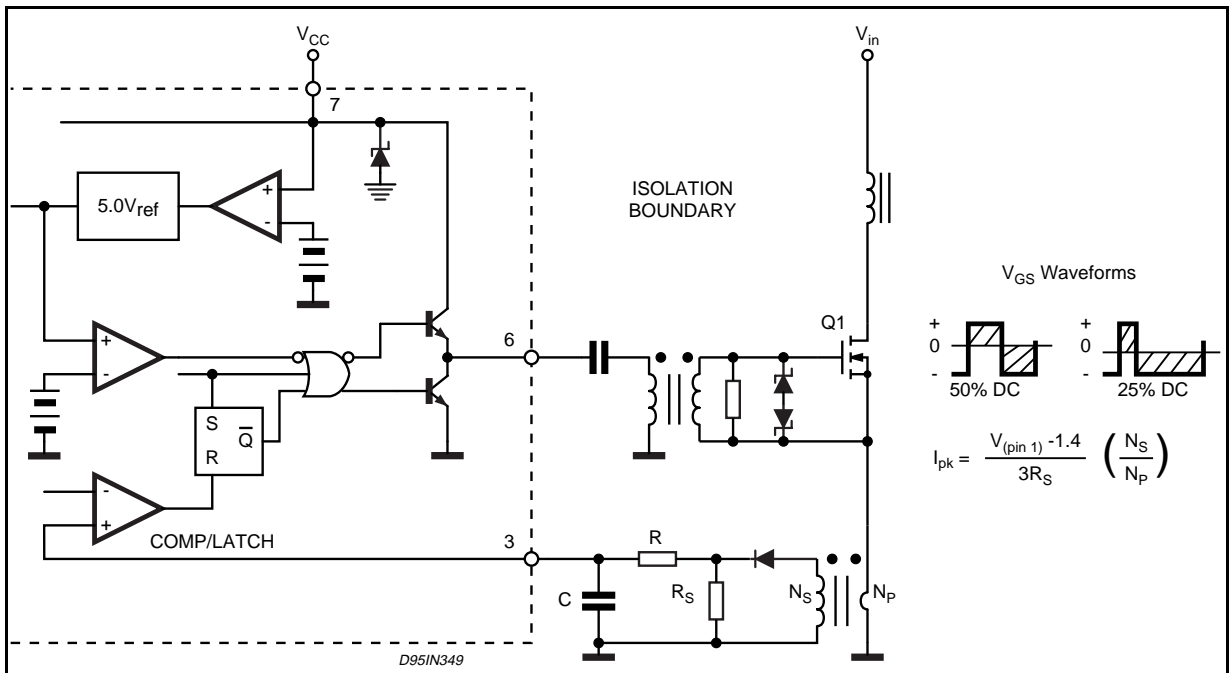 VCC
Vin
7
5.0Vref
+
-
ISOLATION
BOUNDARY
VGS Waveforms
+
-
6
Q1
+
0
-
50% DC
+
0
-
25% DC
S
R
Q̅
Ipk = V(pin 1) -1.4 / 3RS (NS / NP)
-
+
COMP/LATCH
3
R
C
RS
NS
NP
D95IN349